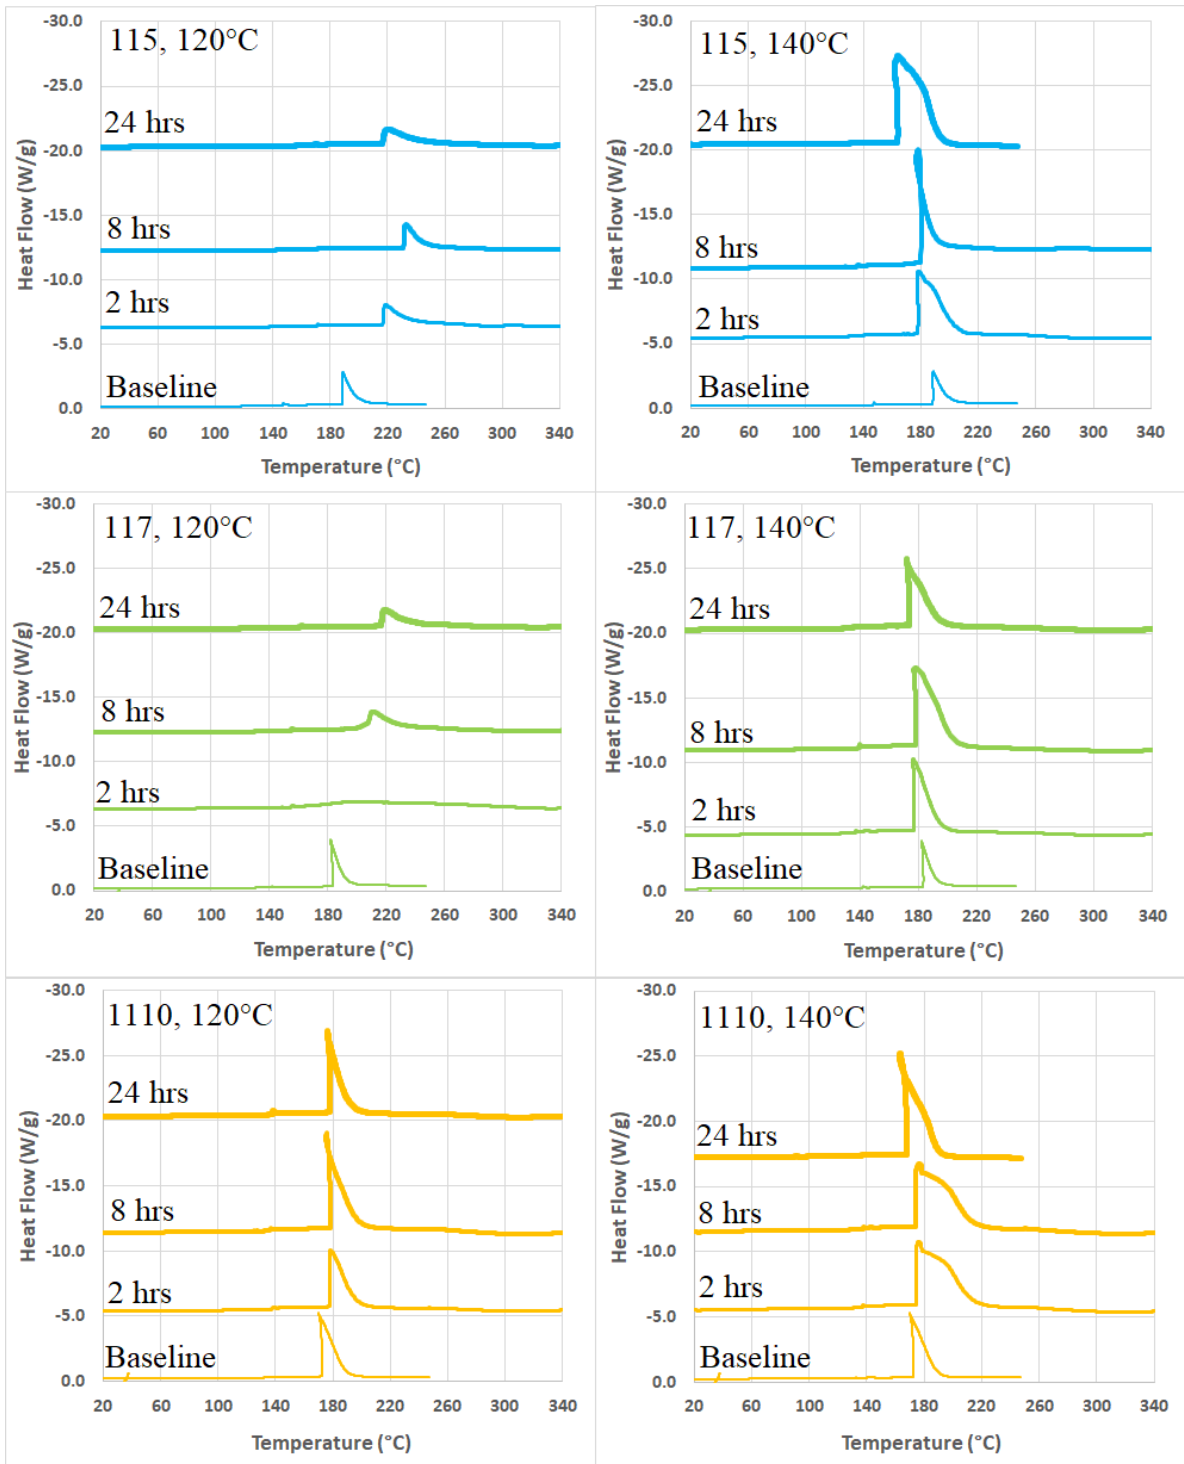 -30.0
115, 120°C
-25.0
24 hrs
-20.0
8 hrs
-15.0
-10.0
2 hrs
-5.0
Baseline
0.0
20 60 100 140 180 220 260 300 340
Temperature (°C)
Heat Flow (W/g)
-30.0
115, 140°C
-25.0
24 hrs
-20.0
-15.0
8 hrs
-10.0
2 hrs
-5.0
Baseline
0.0
20 60 100 140 180 220 260 300 340
Temperature (°C)
Heat Flow (W/g)
-30.0
117, 120°C
-25.0
24 hrs
-20.0
-15.0
8 hrs
-10.0
2 hrs
-5.0
Baseline
0.0
20 60 100 140 180 220 260 300 340
Temperature (°C)
Heat Flow (W/g)
-30.0
117, 140°C
-25.0
24 hrs
-20.0
-15.0
8 hrs
-10.0
2 hrs
-5.0
Baseline
0.0
20 60 100 140 180 220 260 300 340
Temperature (°C)
Heat Flow (W/g)
-30.0
1110, 120°C
-25.0
24 hrs
-20.0
-15.0
8 hrs
-10.0
2 hrs
-5.0
Baseline
0.0
20 60 100 140 180 220 260 300 340
Temperature (°C)
Heat Flow (W/g)
-30.0
1110, 140°C
-25.0
24 hrs
-20.0
-15.0
8 hrs
-10.0
2 hrs
-5.0
Baseline
0.0
20 60 100 140 180 220 260 300 340
Temperature (°C)
Heat Flow (W/g)